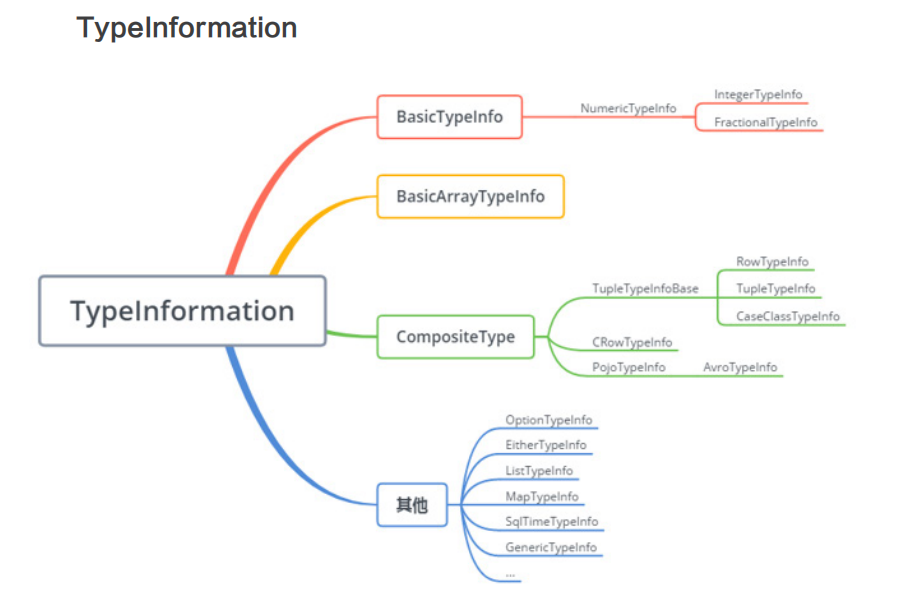 TypeInformation
TypeInformation
BasicTypeInfo
NumericTypeInfo
IntegerTypeInfo
FractionalTypeInfo
BasicArrayTypeInfo
CompositeType
TupleTypeInfoBase
RowTypeInfo
TupleTypeInfo
CaseClassTypeInfo
CRowTypeInfo
PojoTypeInfo
AvroTypeInfo
其他
OptionTypeInfo
EitherTypeInfo
ListTypeInfo
MapTypeInfo
SqlTimeTypeInfo
GenericTypeInfo
...